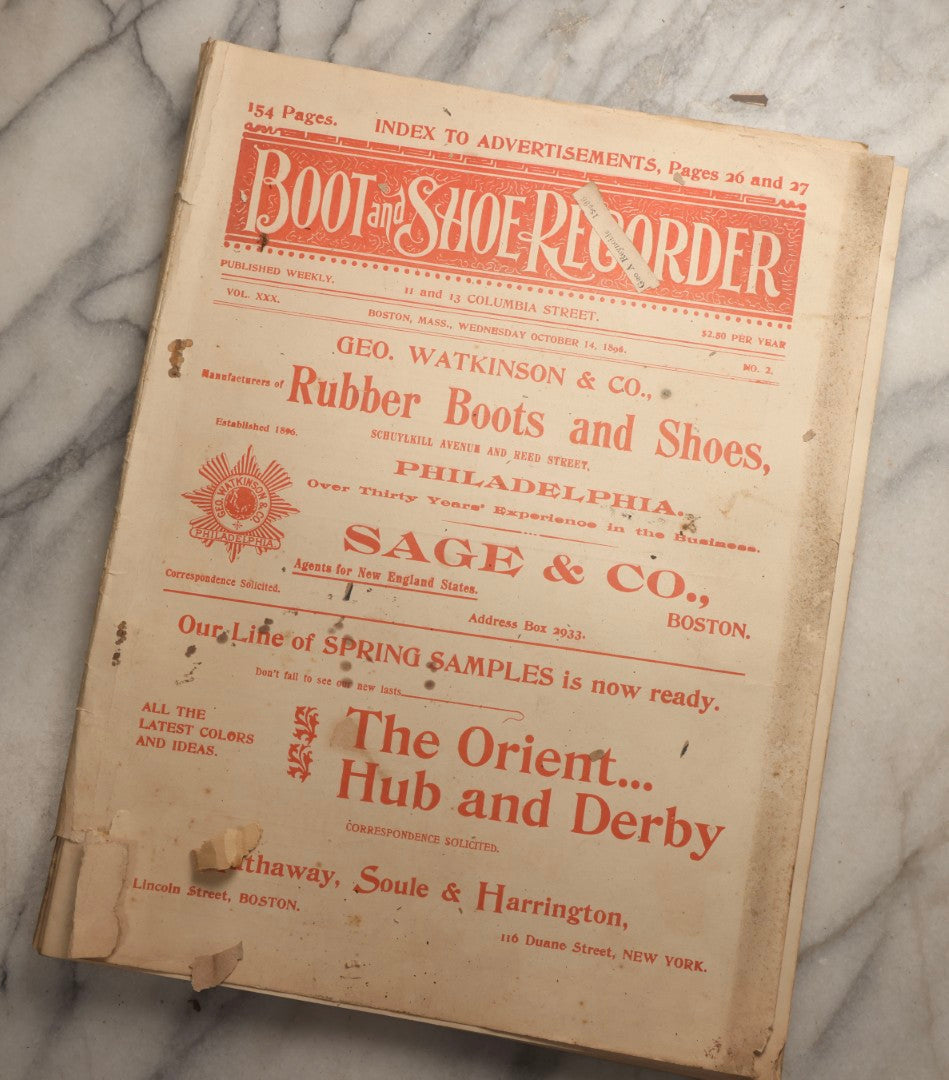 154 Pages.
INDEX TO ADVERTISEMENTS, Pages 26 and 27
BOOT and SHOE RECORDER
Geo A Reynolds
PUBLISHED WEEKLY.
11 and 13 COLUMBIA STREET.
$2.50 PER YEAR
VOL. XXX.
BOSTON, MASS., WEDNESDAY OCTOBER 14, 1896.
NO. 2.
GEO. WATKINSON & CO.,
Manufacturers of Rubber Boots and Shoes,
Established 1896.
SCHUYLKILL AVENUE AND REED STREET,
PHILADELPHIA.
Over Thirty Years' Experience in the Business.
GEO. WATKINSON & CO.
PHILADELPHIA
SAGE & CO.,
Agents for New England States.
BOSTON.
Correspondence Solicited.
Address Box 2933.
Our Line of SPRING SAMPLES is now ready.
Don't fail to see our new lasts
ALL THE
LATEST COLORS
AND IDEAS.
The Orient...
Hub and Derby
CORRESPONDENCE SOLICITED.
thaway, Soule & Harrington,
Lincoln Street, BOSTON.
116 Duane Street, NEW YORK.